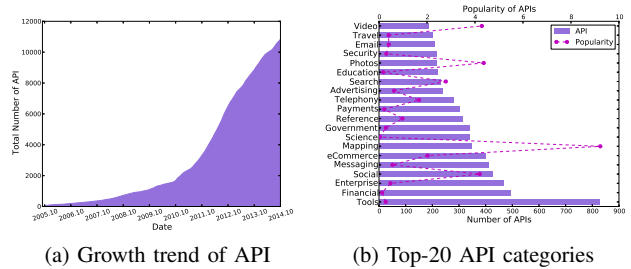 12000
10000
8000
6000
4000
2000
0
Total Number of API
2005.10 2006.10 2007.10 2008.10 2009.10 2010.10 2011.10 2012.10 2013.10 2014.10
Date
(a) Growth trend of API
Popularity of APIs
0 2 4 6 8 10
API
Popularity
Video
Travel
Email
Security
Photos
Education
Search
Advertising
Telephony
Payments
Reference
Government
Science
Mapping
eCommerce
Messaging
Social
Enterprise
Financial
Tools
0 100 200 300 400 500 600 700 800 900
Number of APIs
(b) Top-20 API categories